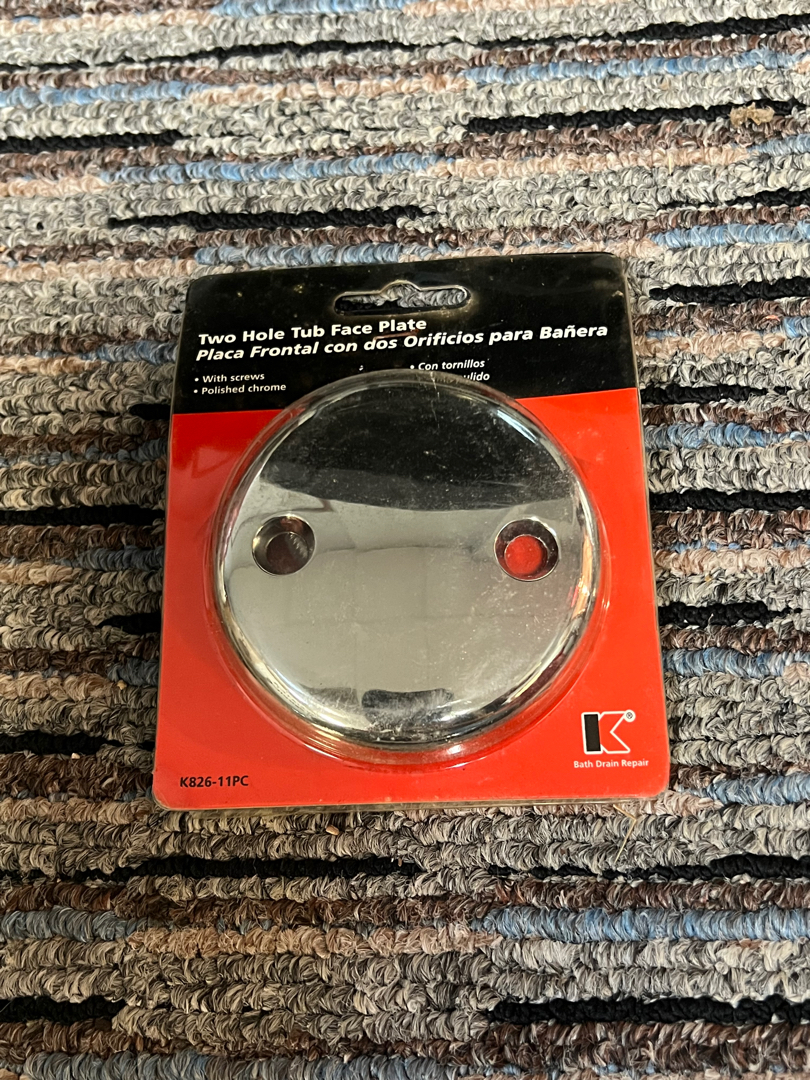 Two Hole Tub Face Plate
Placa Frontal con dos Orificios para Bañera
• With screws
• Polished chrome
• Con tornillos
K®
Bath Drain Repair
K826-11PC